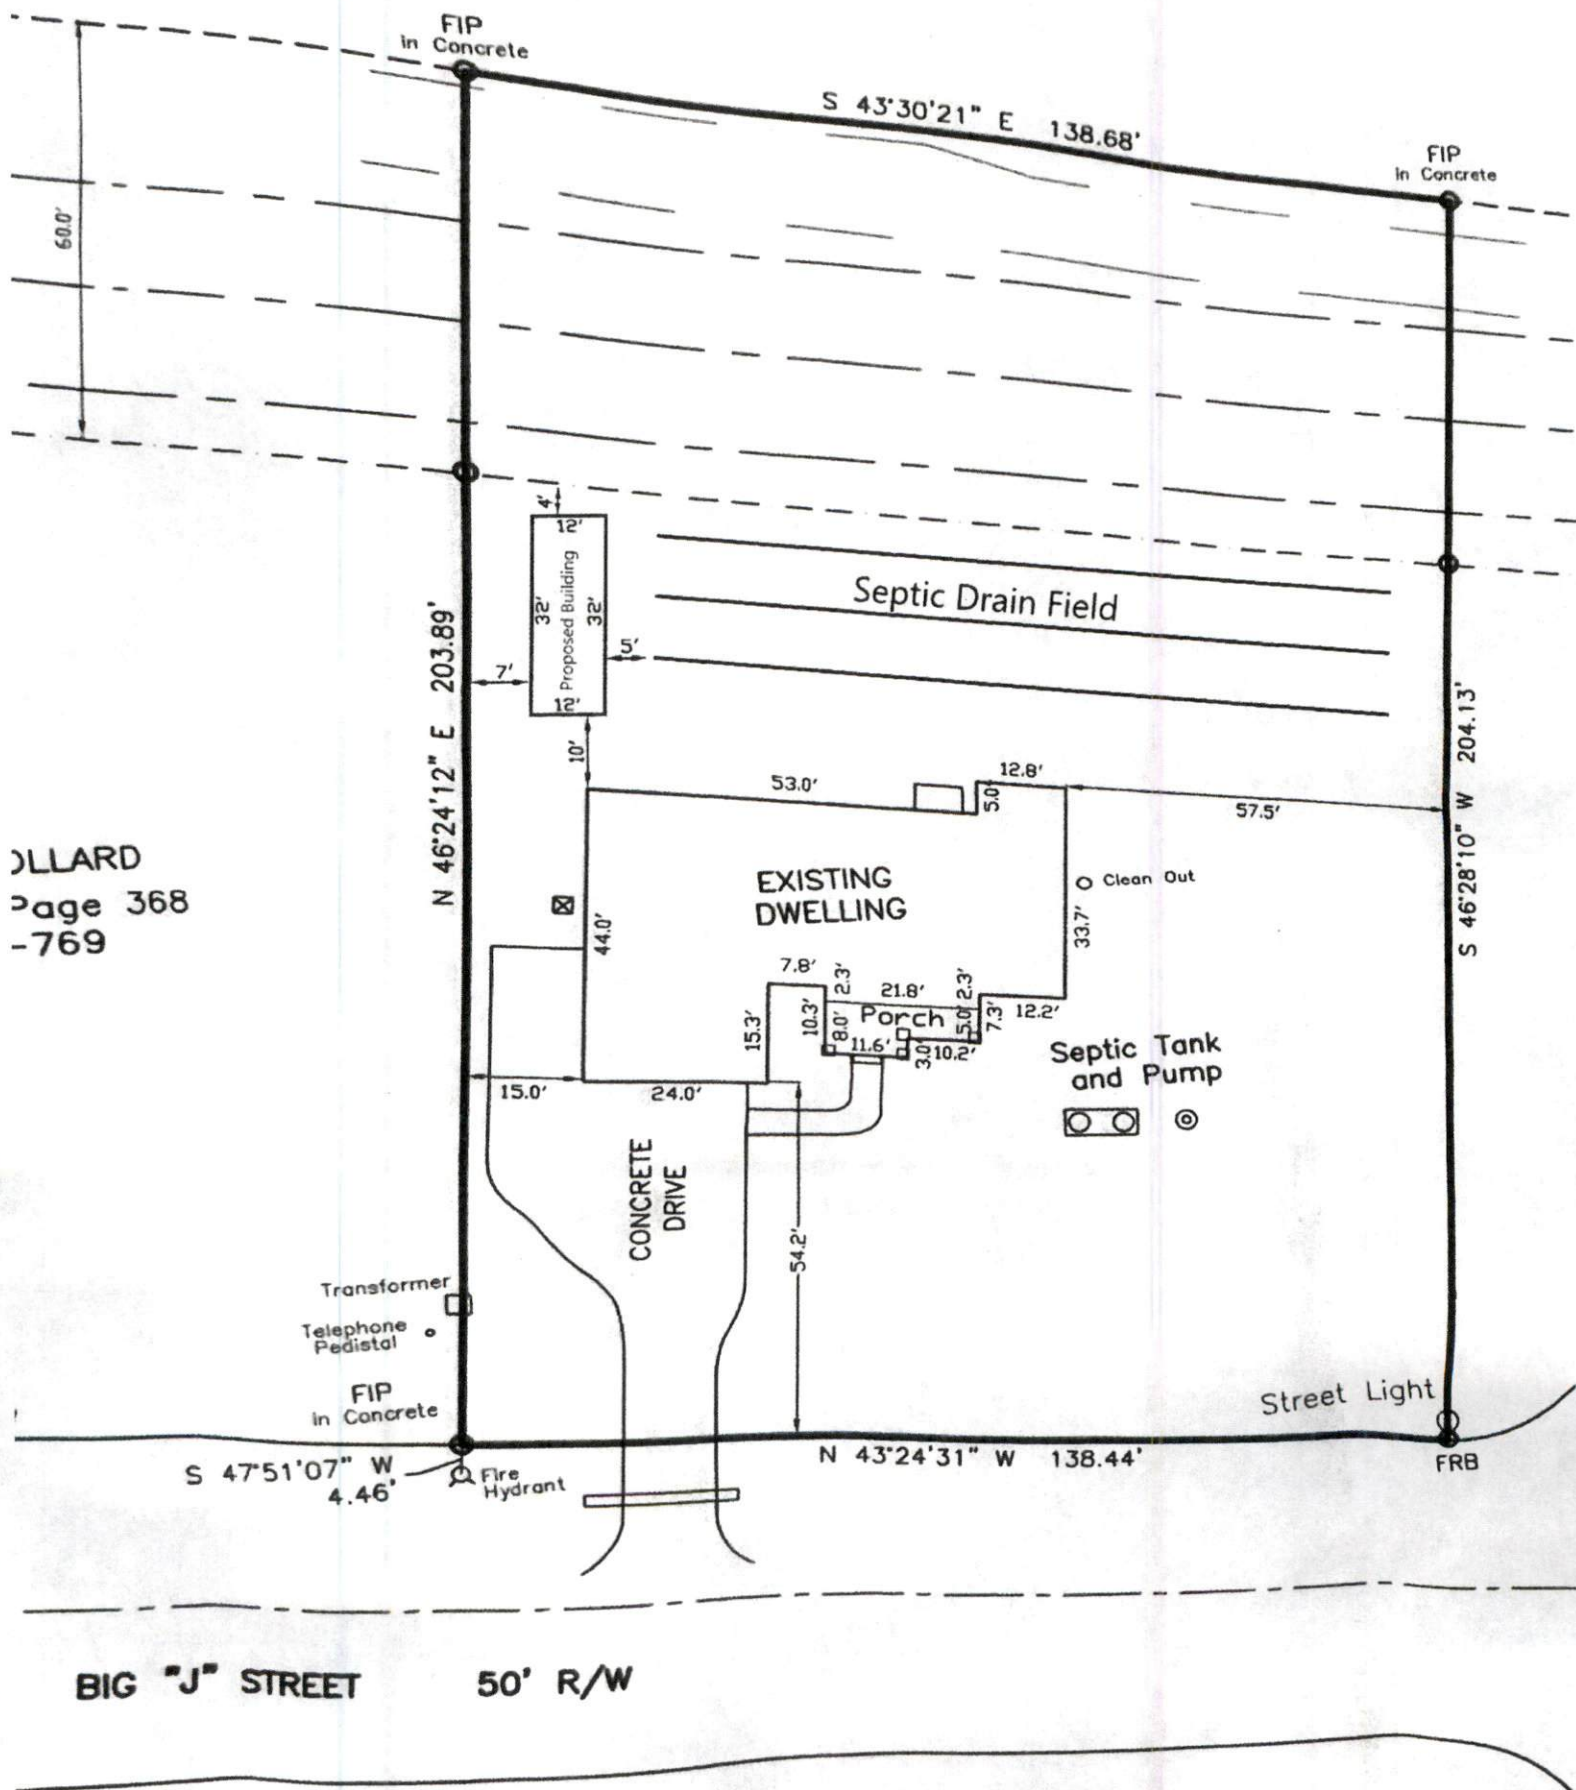 FIP
in Concrete
S 43°30'21" E 138.68'
FIP
in Concrete
60.0'
4'
12'
32'
Proposed Building
32'
12'
7'
5'
10'
Septic Drain Field
N 46°24'12" E 203.89'
S 46°28'10" W 204.13'
53.0'
12.8'
5.0'
57.5'
OLLARD
Page 368
-769
EXISTING
DWELLING
Clean Out
44.0'
33.7'
7.8'
2.3'
21.8'
2.3'
12.2'
15.3'
10.3'
8.0'
Porch
5.0'
7.3'
11.6'
3.0'
10.2'
Septic Tank
and Pump
15.0'
24.0'
CONCRETE
DRIVE
54.2'
Transformer
Telephone
Pedistal
FIP
in Concrete
Street Light
S 47°51'07" W
4.46'
Fire
Hydrant
N 43°24'31" W 138.44'
FRB
BIG "J" STREET 50' R/W